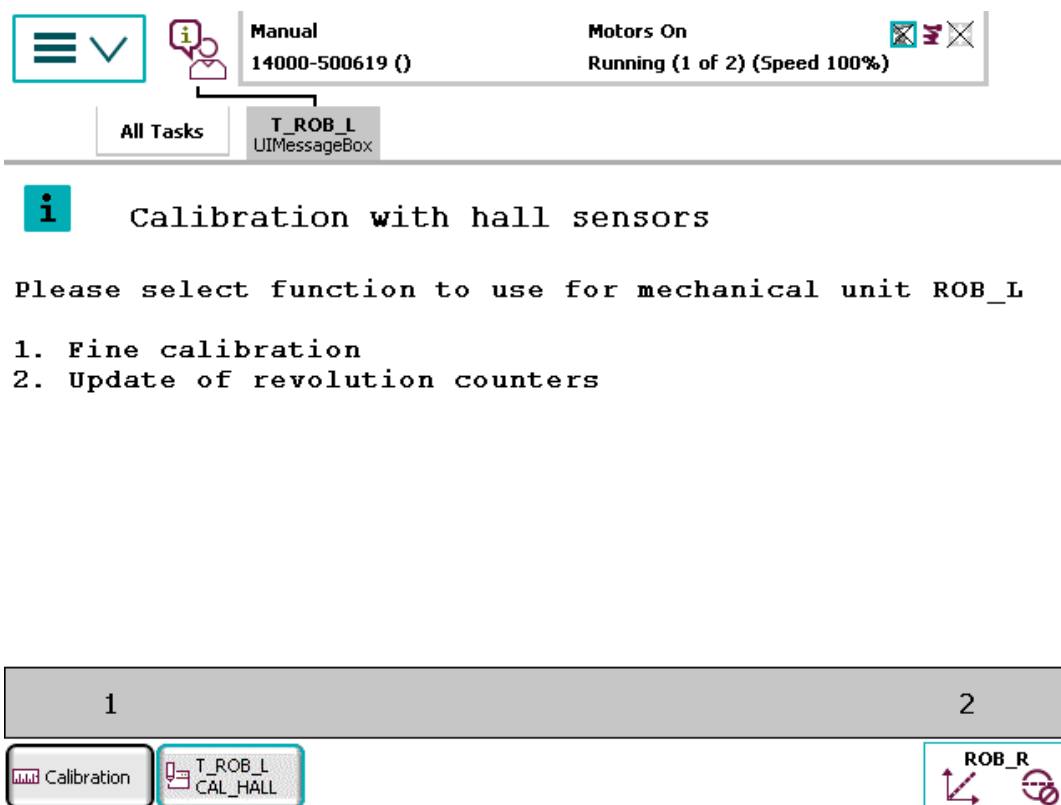 Manual
14000-500619 ()
Motors On
Running (1 of 2) (Speed 100%)
All Tasks
T_ROB_L
UIMessageBox
i
Calibration with hall sensors
Please select function to use for mechanical unit ROB_L
1. Fine calibration
2. Update of revolution counters
1
2
Calibration
T_ROB_L
CAL_HALL
ROB_R